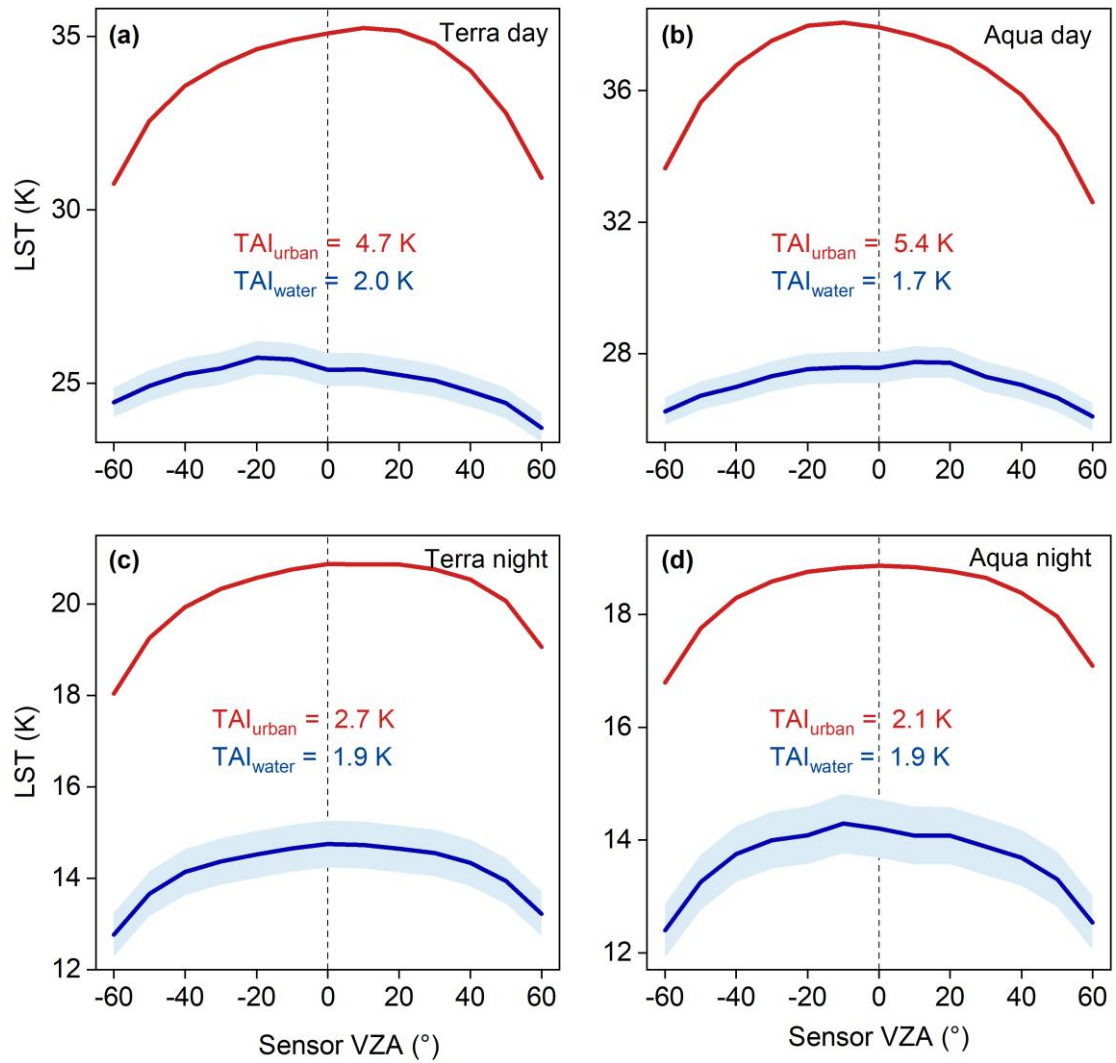 (a) Terra day
35
30
25
LST (K)
TAIurban = 4.7 K
TAIwater = 2.0 K
-60 -40 -20 0 20 40 60
(b) Aqua day
36
32
28
TAIurban = 5.4 K
TAIwater = 1.7 K
-60 -40 -20 0 20 40 60
(c) Terra night
20
18
16
14
12
LST (K)
TAIurban = 2.7 K
TAIwater = 1.9 K
-60 -40 -20 0 20 40 60
Sensor VZA (°)
(d) Aqua night
18
16
14
12
TAIurban = 2.1 K
TAIwater = 1.9 K
-60 -40 -20 0 20 40 60
Sensor VZA (°)